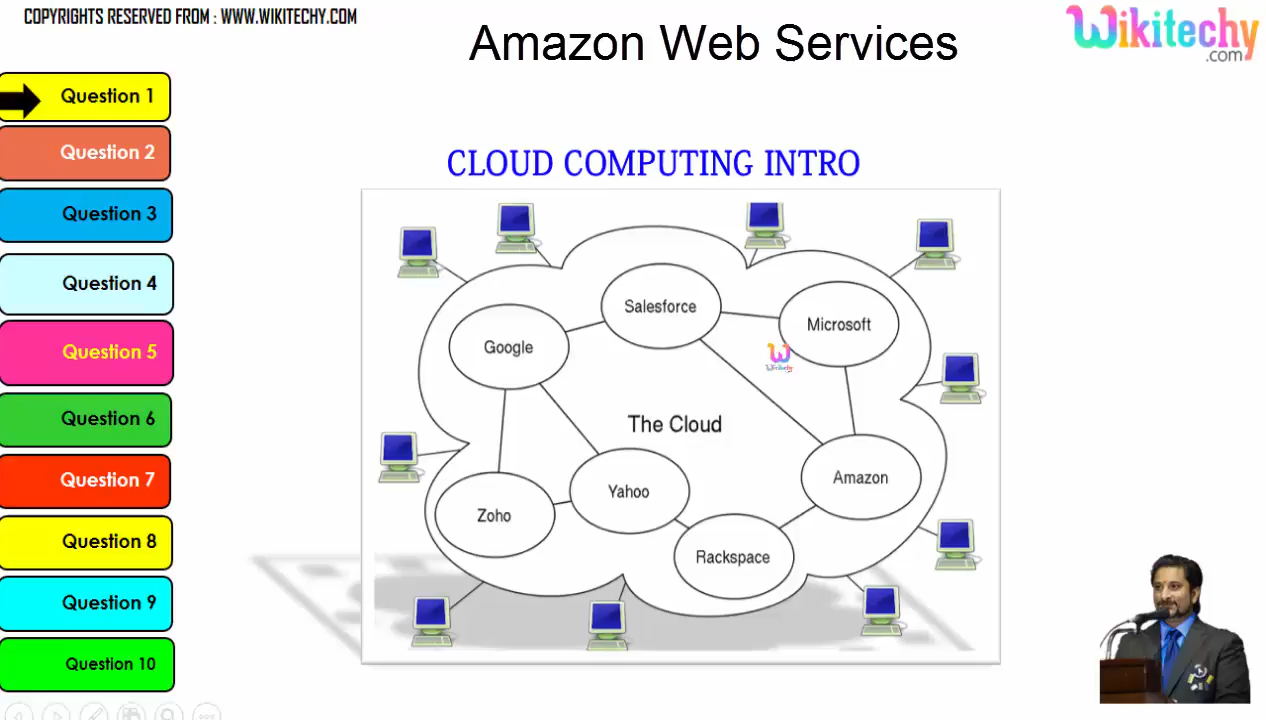 COPYRIGHTS RESERVED FROM : WWW.WIKITECHY.COM
Amazon Web Services
Wikitechy
.com
Question 1
Question 2
Question 3
Question 4
Question 5
Question 6
Question 7
Question 8
Question 9
Question 10
CLOUD COMPUTING INTRO
Salesforce
Microsoft
Google
Wikitechy
The Cloud
Amazon
Yahoo
Zoho
Rackspace